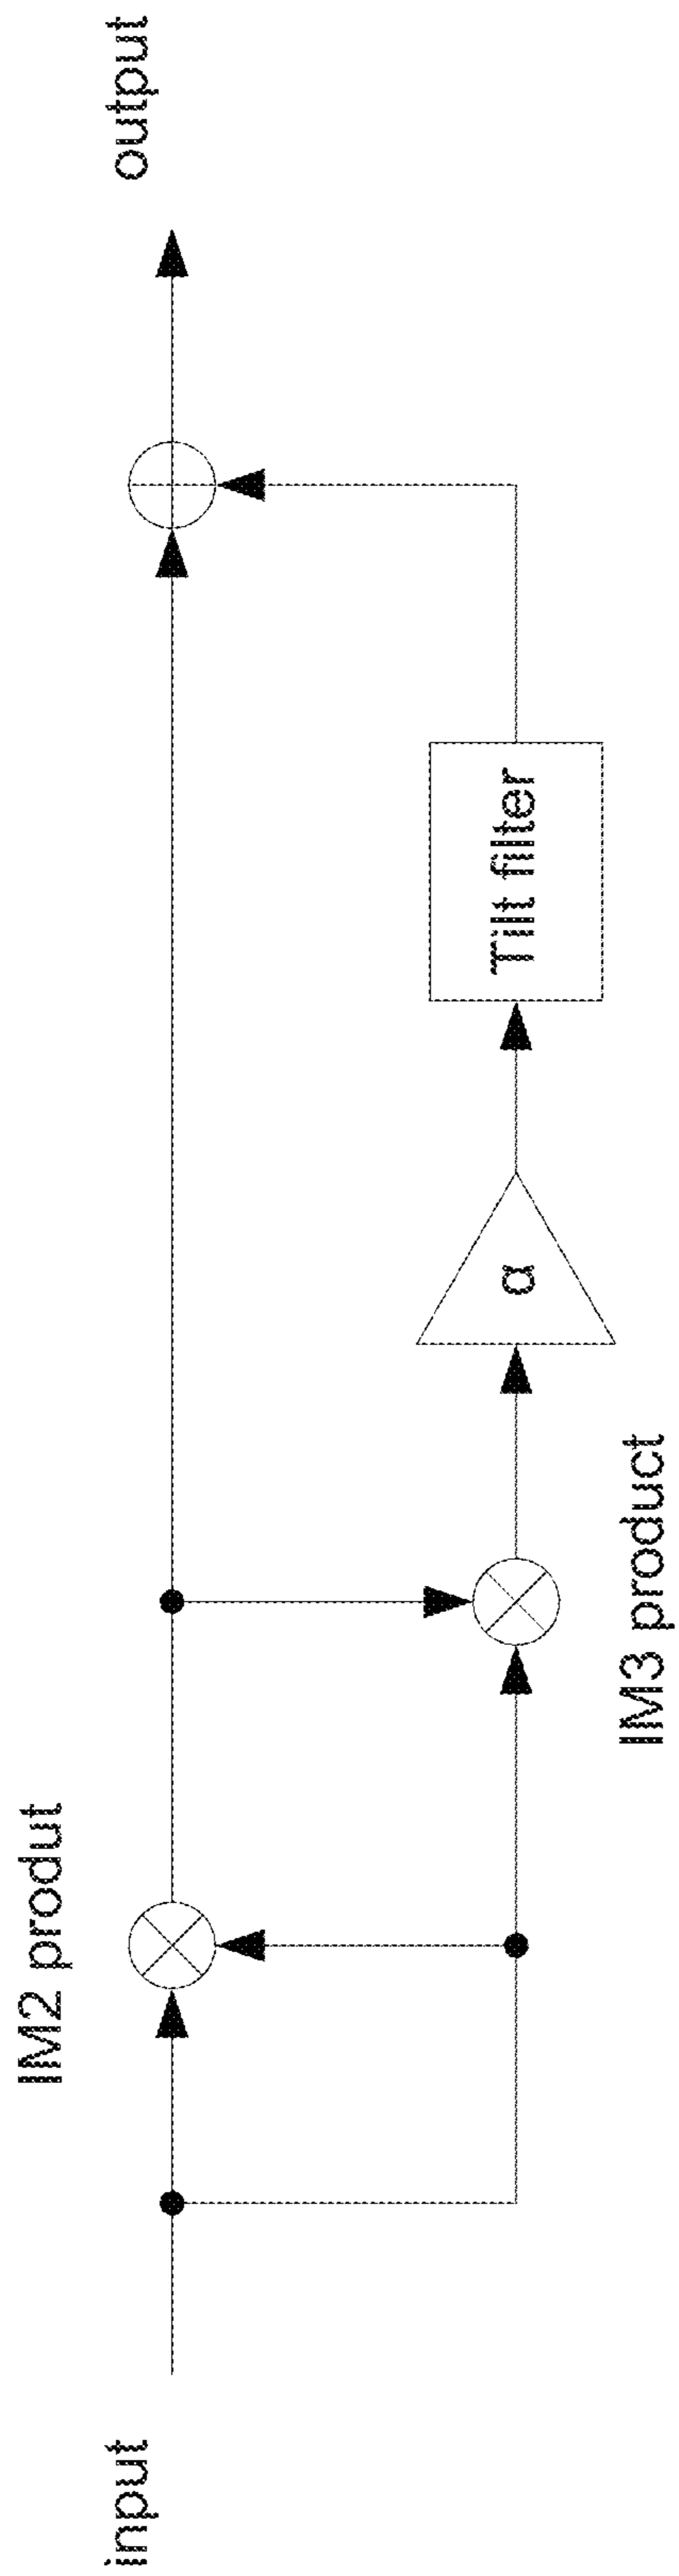 input
IM2 produt
IM3 product
α
Tilt filter
output